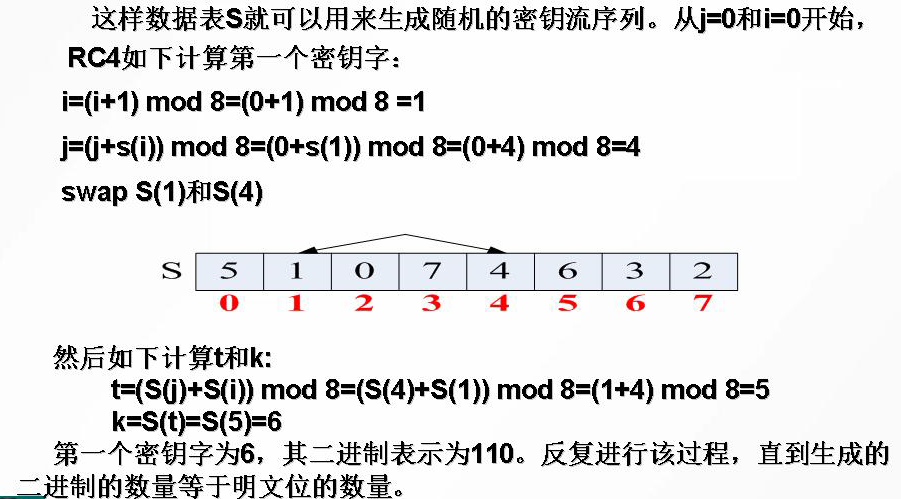 这样数据表S就可以用来生成随机的密钥流序列。从j=0和i=0开始，
RC4如下计算第一个密钥字：
i=(i+1) mod 8=(0+1) mod 8 =1
j=(j+s(i)) mod 8=(0+s(1)) mod 8=(0+4) mod 8=4
swap S(1)和S(4)
S 5 1 0 7 4 6 3 2
0 1 2 3 4 5 6 7
然后如下计算t和k:
t=(S(j)+S(i)) mod 8=(S(4)+S(1)) mod 8=(1+4) mod 8=5
k=S(t)=S(5)=6
第一个密钥字为6，其二进制表示为110。反复进行该过程，直到生成的
二进制的数量等于明文位的数量。